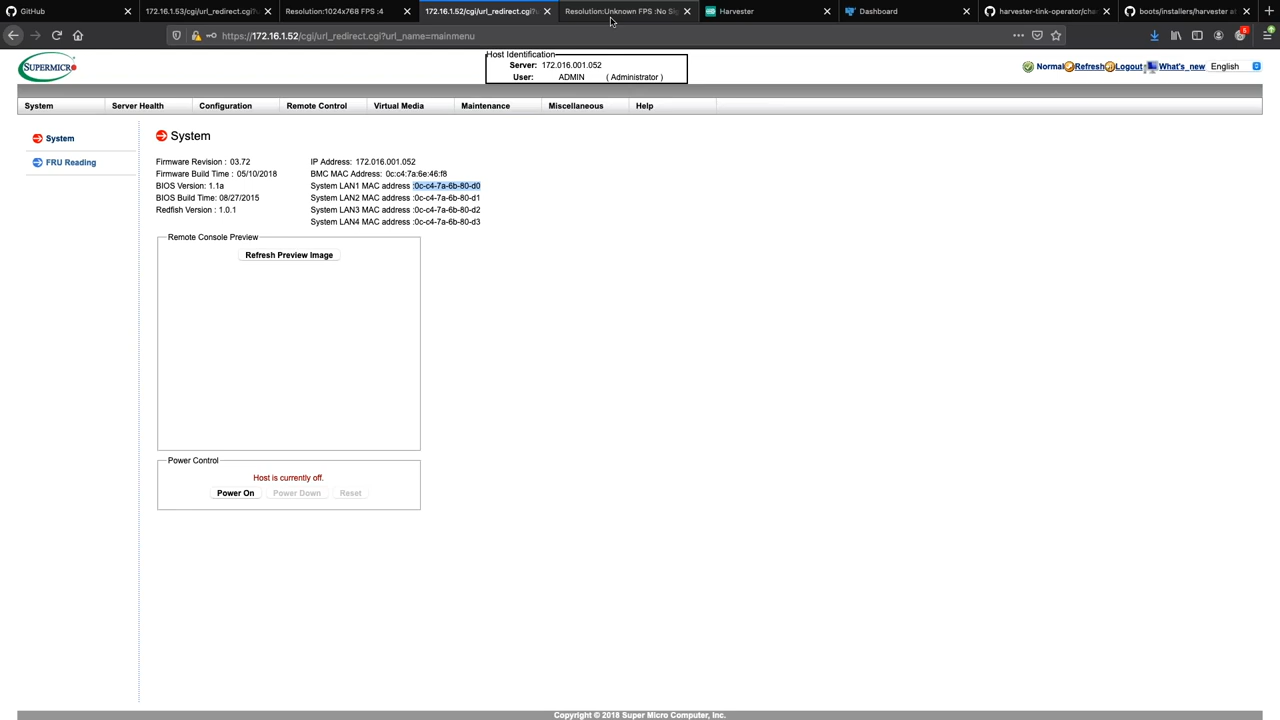 GitHub
172.16.1.53/cgi/url_redirect.cgi?u
Resolution:1024x768 FPS :4
172.16.1.52/cgi/url_redirect.cgi?u
Resolution:Unknown FPS :No Sig
Harvester
Dashboard
harvester-tink-operator/cha
boots/installers/harvester at
https://172.16.1.52/cgi/url_redirect.cgi?url_name=mainmenu
5
SUPERMICRO
Host Identification
Server: 172.016.001.052
User: ADMIN ( Administrator )
Normal Refresh Logout What's_new English
System Server Health Configuration Remote Control Virtual Media Maintenance Miscellaneous Help
System
FRU Reading
System
Firmware Revision : 03.72
Firmware Build Time : 05/10/2018
BIOS Version: 1.1a
BIOS Build Time: 08/27/2015
Redfish Version : 1.0.1
IP Address: 172.016.001.052
BMC MAC Address: 0c:c4:7a:6e:46:f8
System LAN1 MAC address :0c-c4-7a-6b-80-d0
System LAN2 MAC address :0c-c4-7a-6b-80-d1
System LAN3 MAC address :0c-c4-7a-6b-80-d2
System LAN4 MAC address :0c-c4-7a-6b-80-d3
Remote Console Preview
Refresh Preview Image
Power Control
Host is currently off.
Power On Power Down Reset
Copyright © 2018 Super Micro Computer, Inc.